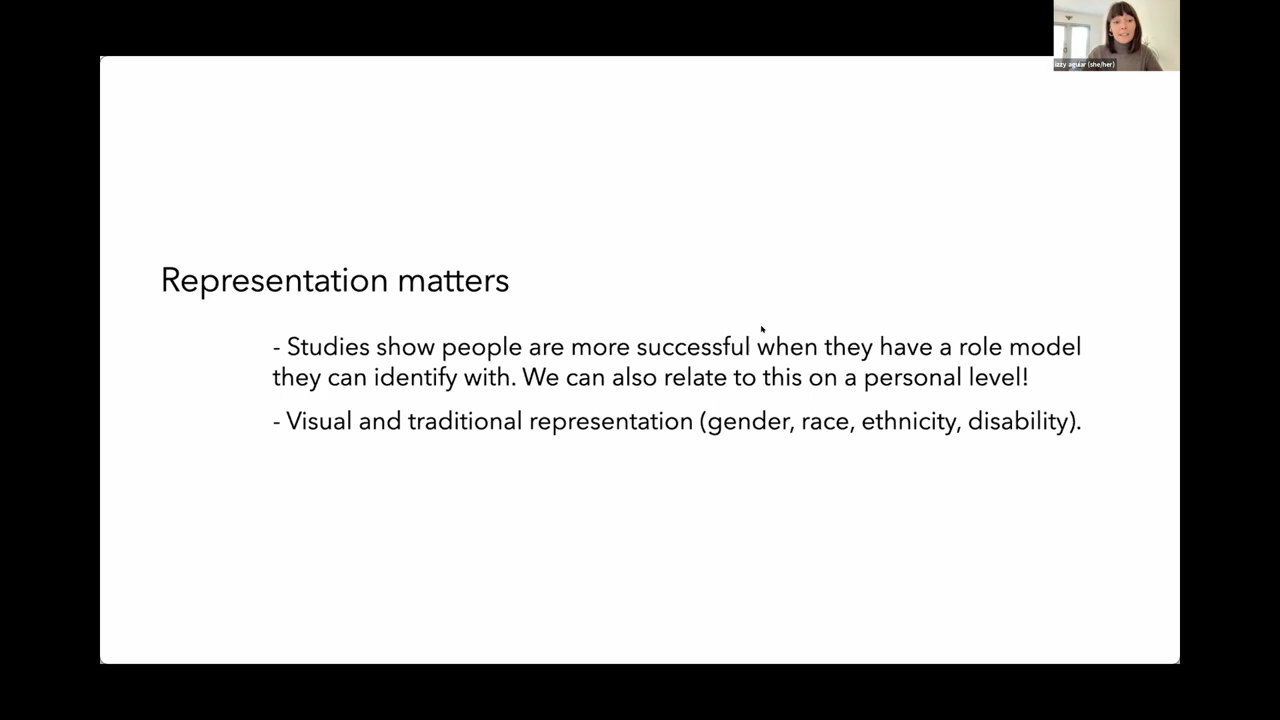 izzy aguiar (she/her)
Representation matters
- Studies show people are more successful when they have a role model
they can identify with. We can also relate to this on a personal level!
- Visual and traditional representation (gender, race, ethnicity, disability).